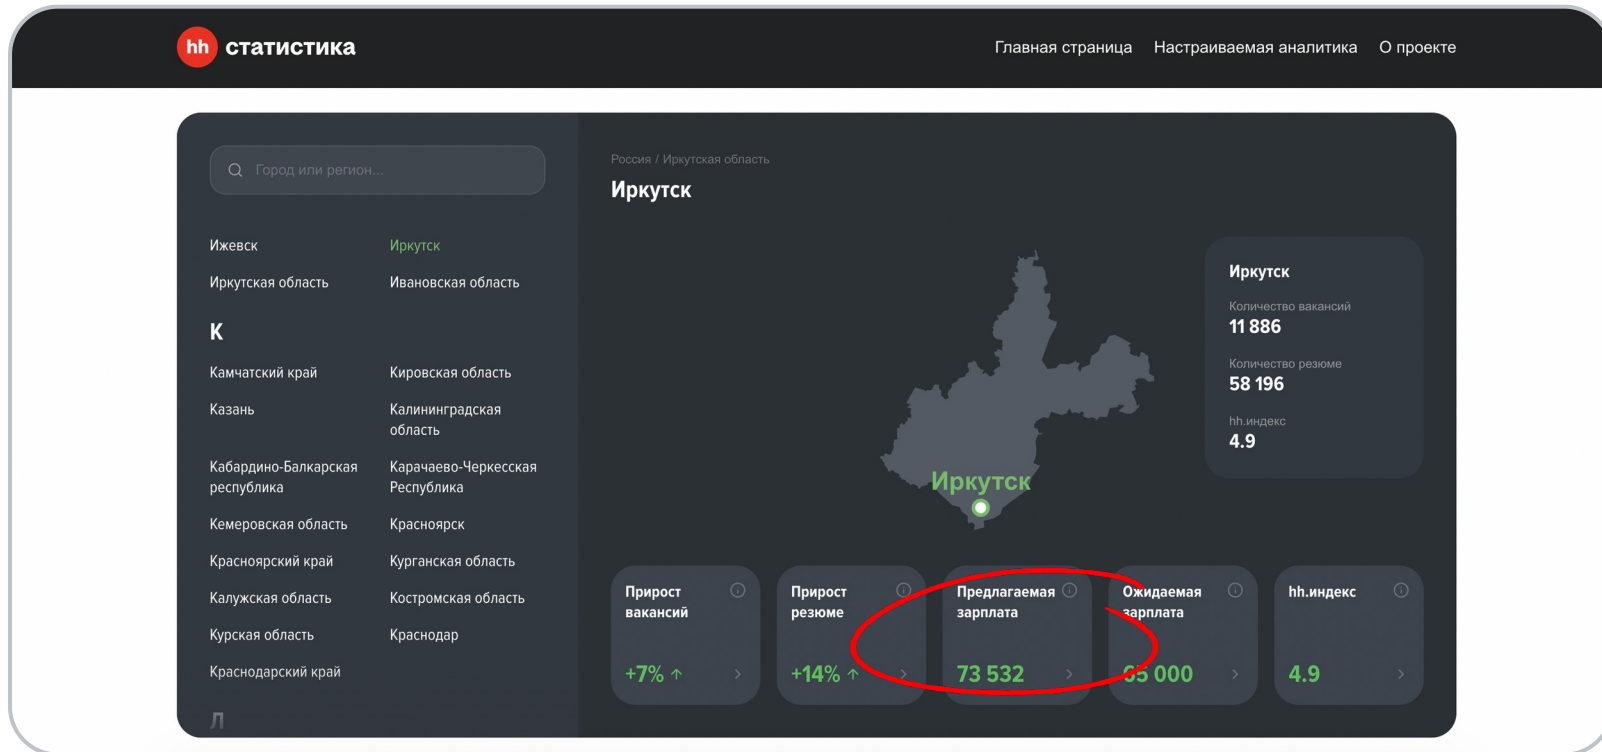 hh статистика
Главная страница Настраиваемая аналитика О проекте
Город или регион...
Ижевск Иркутск
Иркутская область Ивановская область
К
Камчатский край Кировская область
Казань Калининградская
область
Кабардино-Балкарская Карачаево-Черкесская
республика Республика
Кемеровская область Красноярск
Красноярский край Курганская область
Калужская область Костромская область
Курская область Краснодар
Краснодарский край
Л
Россия / Иркутская область
Иркутск
Иркутск
Иркутск
Количество вакансий
11 886
Количество резюме
58 196
hh.индекс
4.9
Прирост
вакансий
+7% ↑
Прирост
резюме
+14% ↑
Предлагаемая
зарплата
73 532
Ожидаемая
зарплата
65 000
hh.индекс
4.9